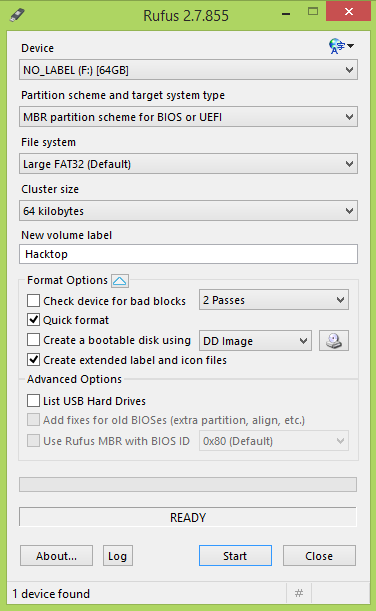 Rufus 2.7.855
Device
NO_LABEL (F:) [64GB]
Partition scheme and target system type
MBR partition scheme for BIOS or UEFI
File system
Large FAT32 (Default)
Cluster size
64 kilobytes
New volume label
Hacktop
Format Options
Check device for bad blocks 2 Passes
Quick format
Create a bootable disk using DD Image
Create extended label and icon files
Advanced Options
List USB Hard Drives
Add fixes for old BIOSes (extra partition, align, etc.)
Use Rufus MBR with BIOS ID 0x80 (Default)
READY
About... Log Start Close
1 device found #